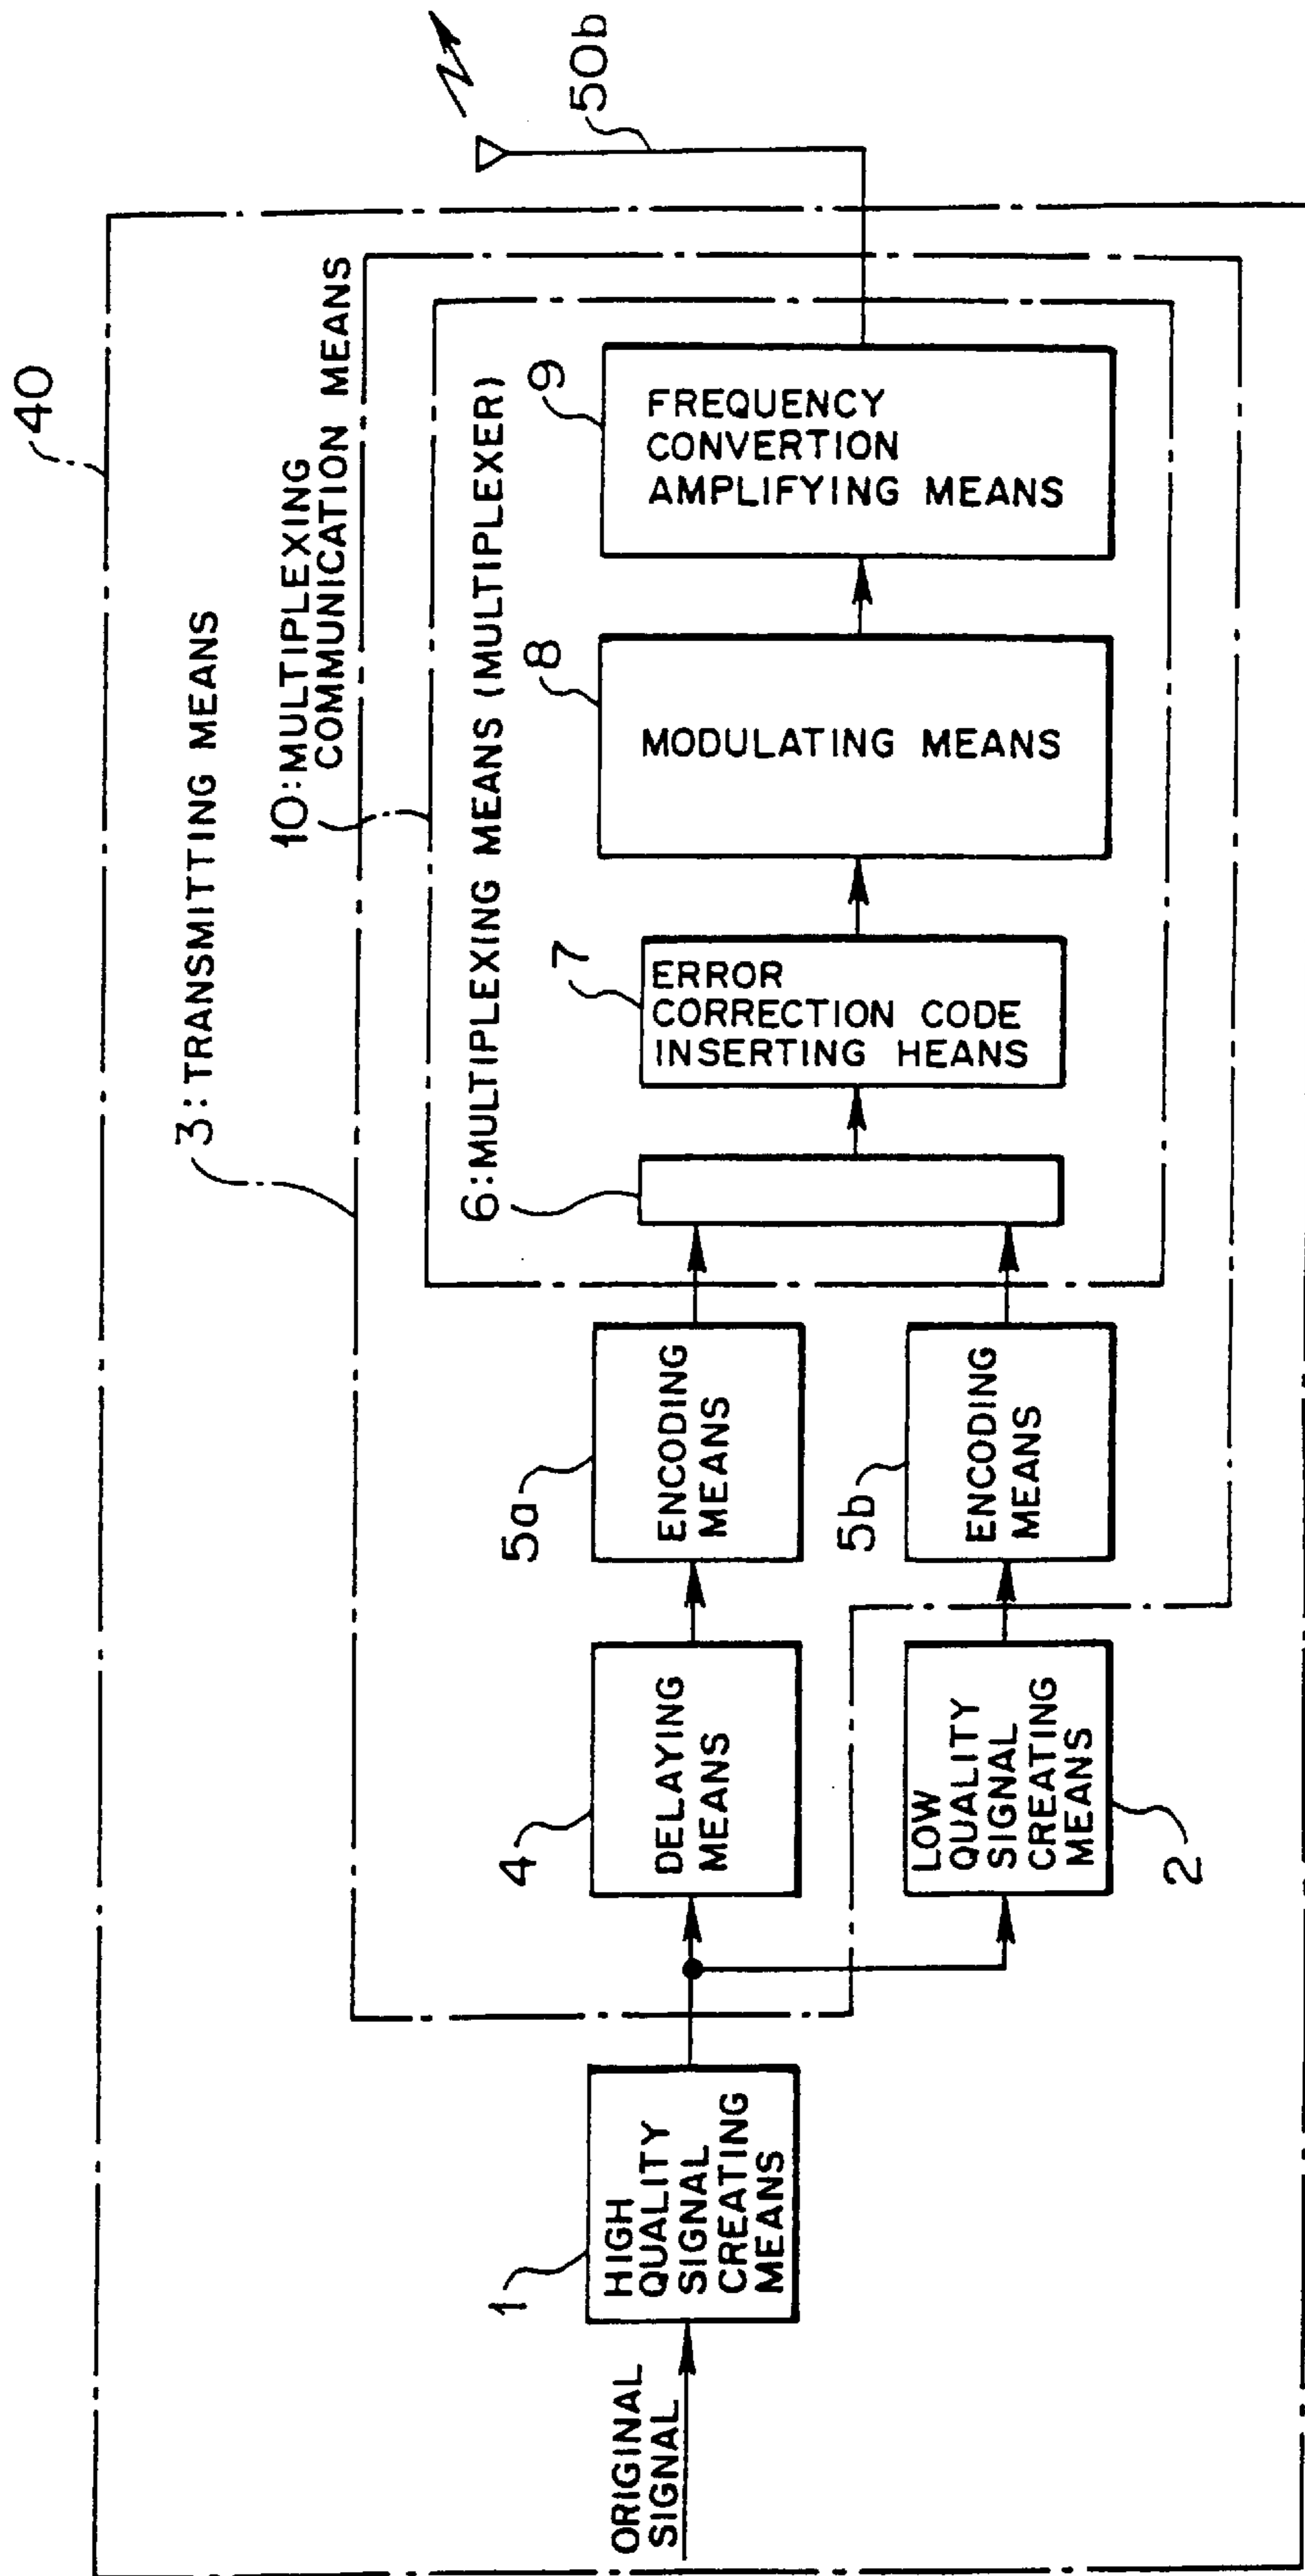 40
3: TRANSMITTING MEANS
10: MULTIPLEXING
COMMUNICATION MEANS
6: MULTIPLEXING MEANS (MULTIPLEXER)
50b
ORIGINAL
SIGNAL
1
HIGH
QUALITY
SIGNAL
CREATING
MEANS
4
DELAYING
MEANS
5a
ENCODING
MEANS
7
ERROR
CORRECTION CODE
INSERTING HEANS
8
MODULATING MEANS
9
FREQUENCY
CONVERTION
AMPLIFYING MEANS
LOW
QUALITY
SIGNAL
CREATING
MEANS
2
5b
ENCODING
MEANS